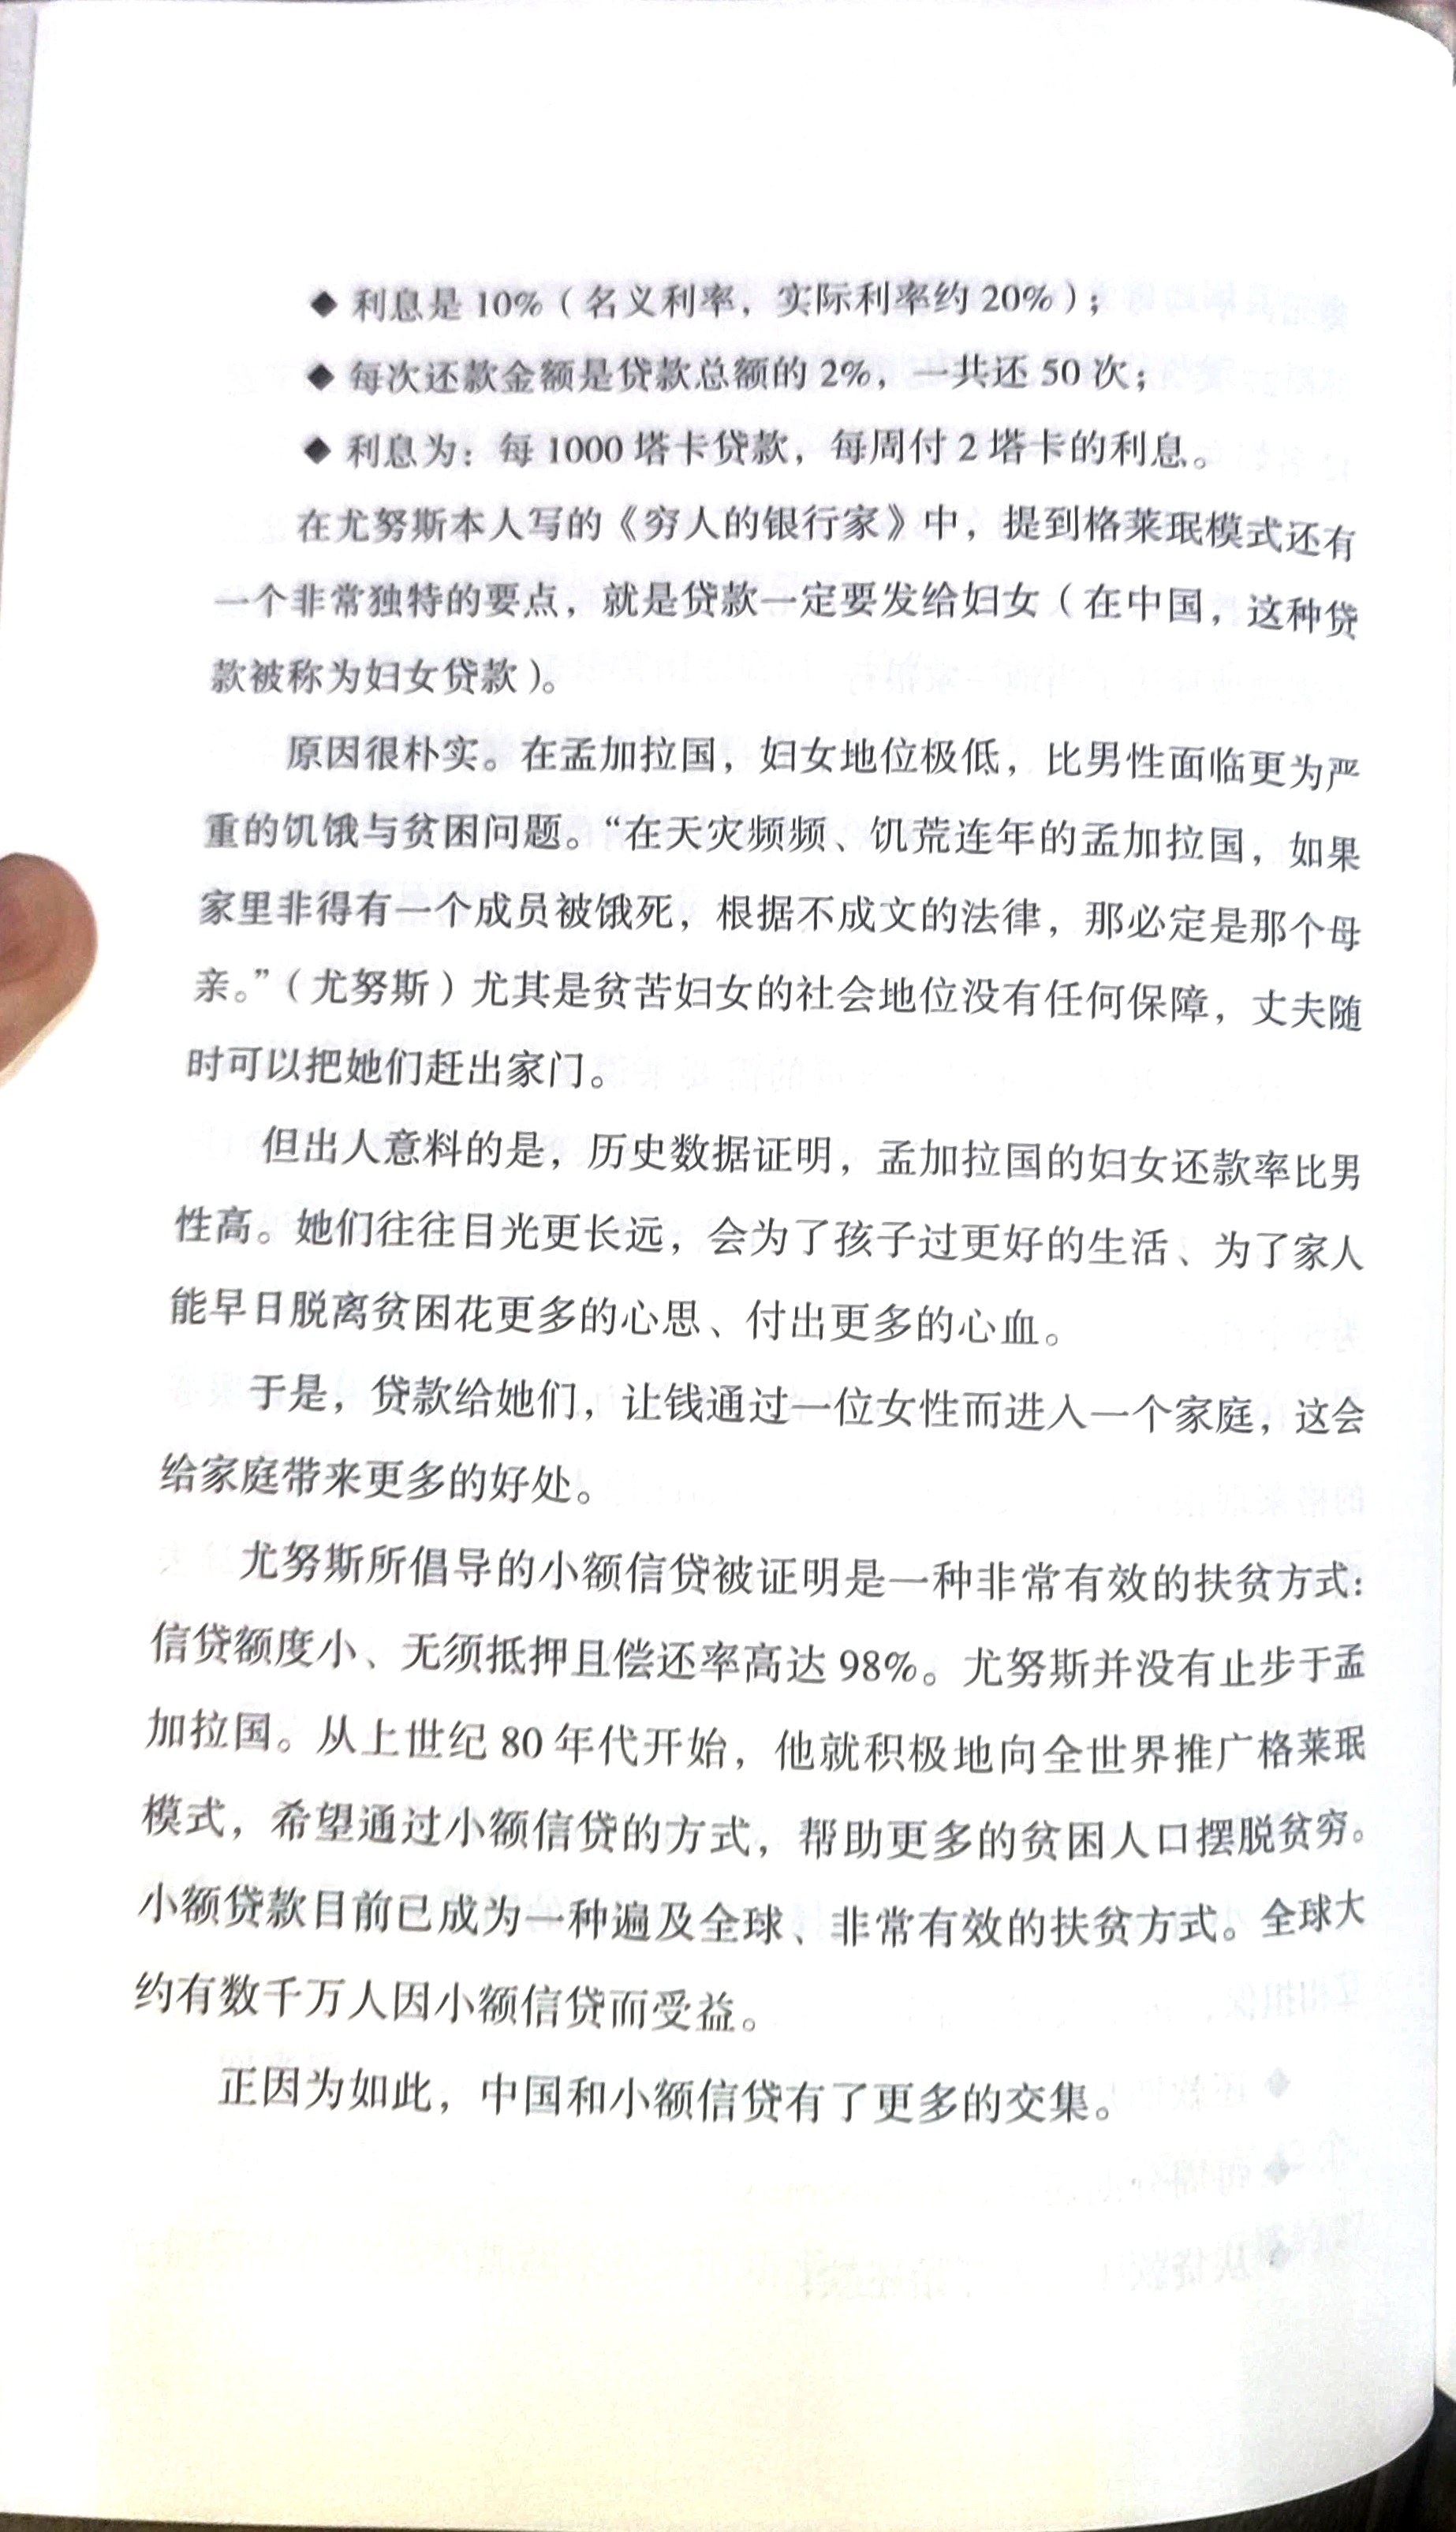 ◆ 利息是 10%（名义利率，实际利率约 20%）；
◆ 每次还款金额是贷款总额的 2%，一共还 50 次；
◆ 利息为：每 1000 塔卡贷款，每周付 2 塔卡的利息。
在尤努斯本人写的《穷人的银行家》中，提到格莱珉模式还有
一个非常独特的要点，就是贷款一定要发给妇女（在中国，这种贷
款被称为妇女贷款）。
原因很朴实。在孟加拉国，妇女地位极低，比男性面临更为严
重的饥饿与贫困问题。“在天灾频频、饥荒连年的孟加拉国，如果
家里非得有一个成员被饿死，根据不成文的法律，那必定是那个母
亲。”（尤努斯）尤其是贫苦妇女的社会地位没有任何保障，丈夫随
时可以把她们赶出家门。
但出人意料的是，历史数据证明，孟加拉国的妇女还款率比男
性高。她们往往目光更长远，会为了孩子过更好的生活、为了家人
能早日脱离贫困花更多的心思、付出更多的心血。
于是，贷款给她们，让钱通过一位女性而进入一个家庭，这会
给家庭带来更多的好处。
尤努斯所倡导的小额信贷被证明是一种非常有效的扶贫方式：
信贷额度小、无须抵押且偿还率高达 98%。尤努斯并没有止步于孟
加拉国。从上世纪 80 年代开始，他就积极地向全世界推广格莱珉
模式，希望通过小额信贷的方式，帮助更多的贫困人口摆脱贫穷。
小额贷款目前已成为一种遍及全球、非常有效的扶贫方式。全球大
约有数千万人因小额信贷而受益。
正因为如此，中国和小额信贷有了更多的交集。